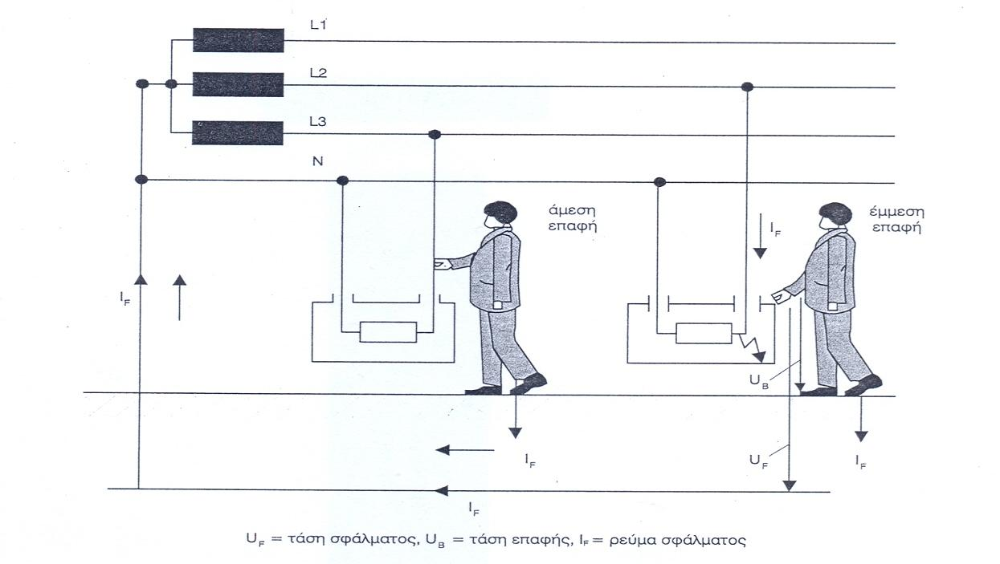 L1
L2
L3
N
άμεση
επαφή
έμμεση
επαφή
I_F
I_F
U_B
I_F
U_F
I_F
I_F
U_F = τάση σφάλματος, U_B = τάση επαφής, I_F = ρεύμα σφάλματος